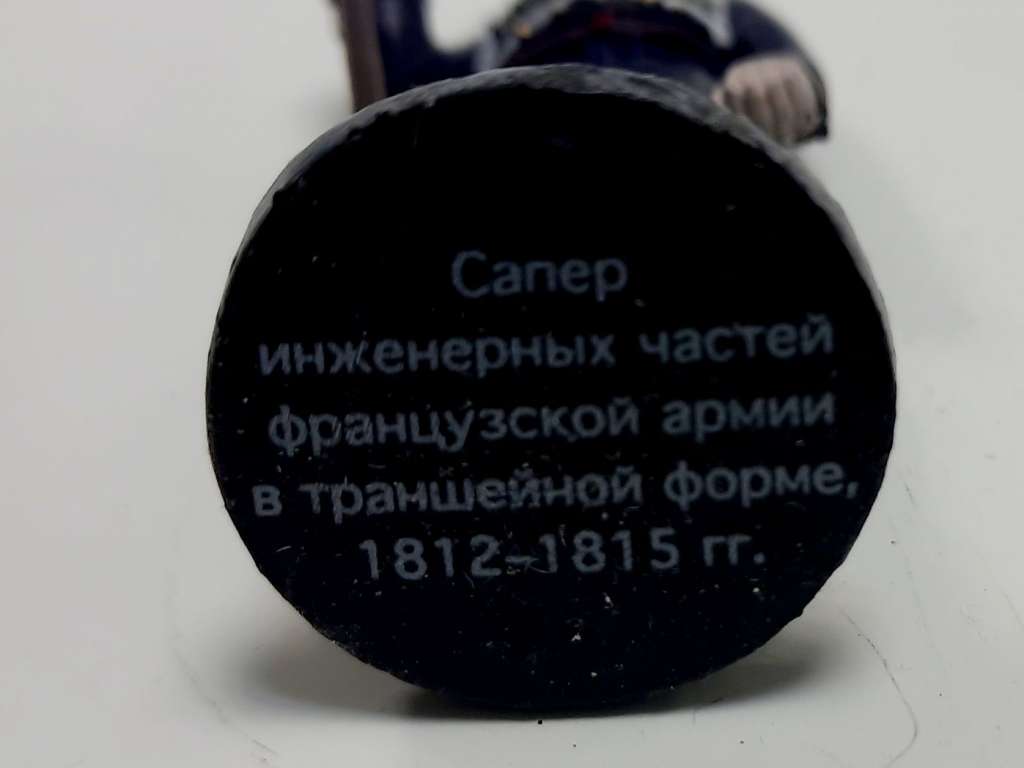 Сапер
инженерных частей
французской армии
в траншейной форме,
1812–1815 гг.